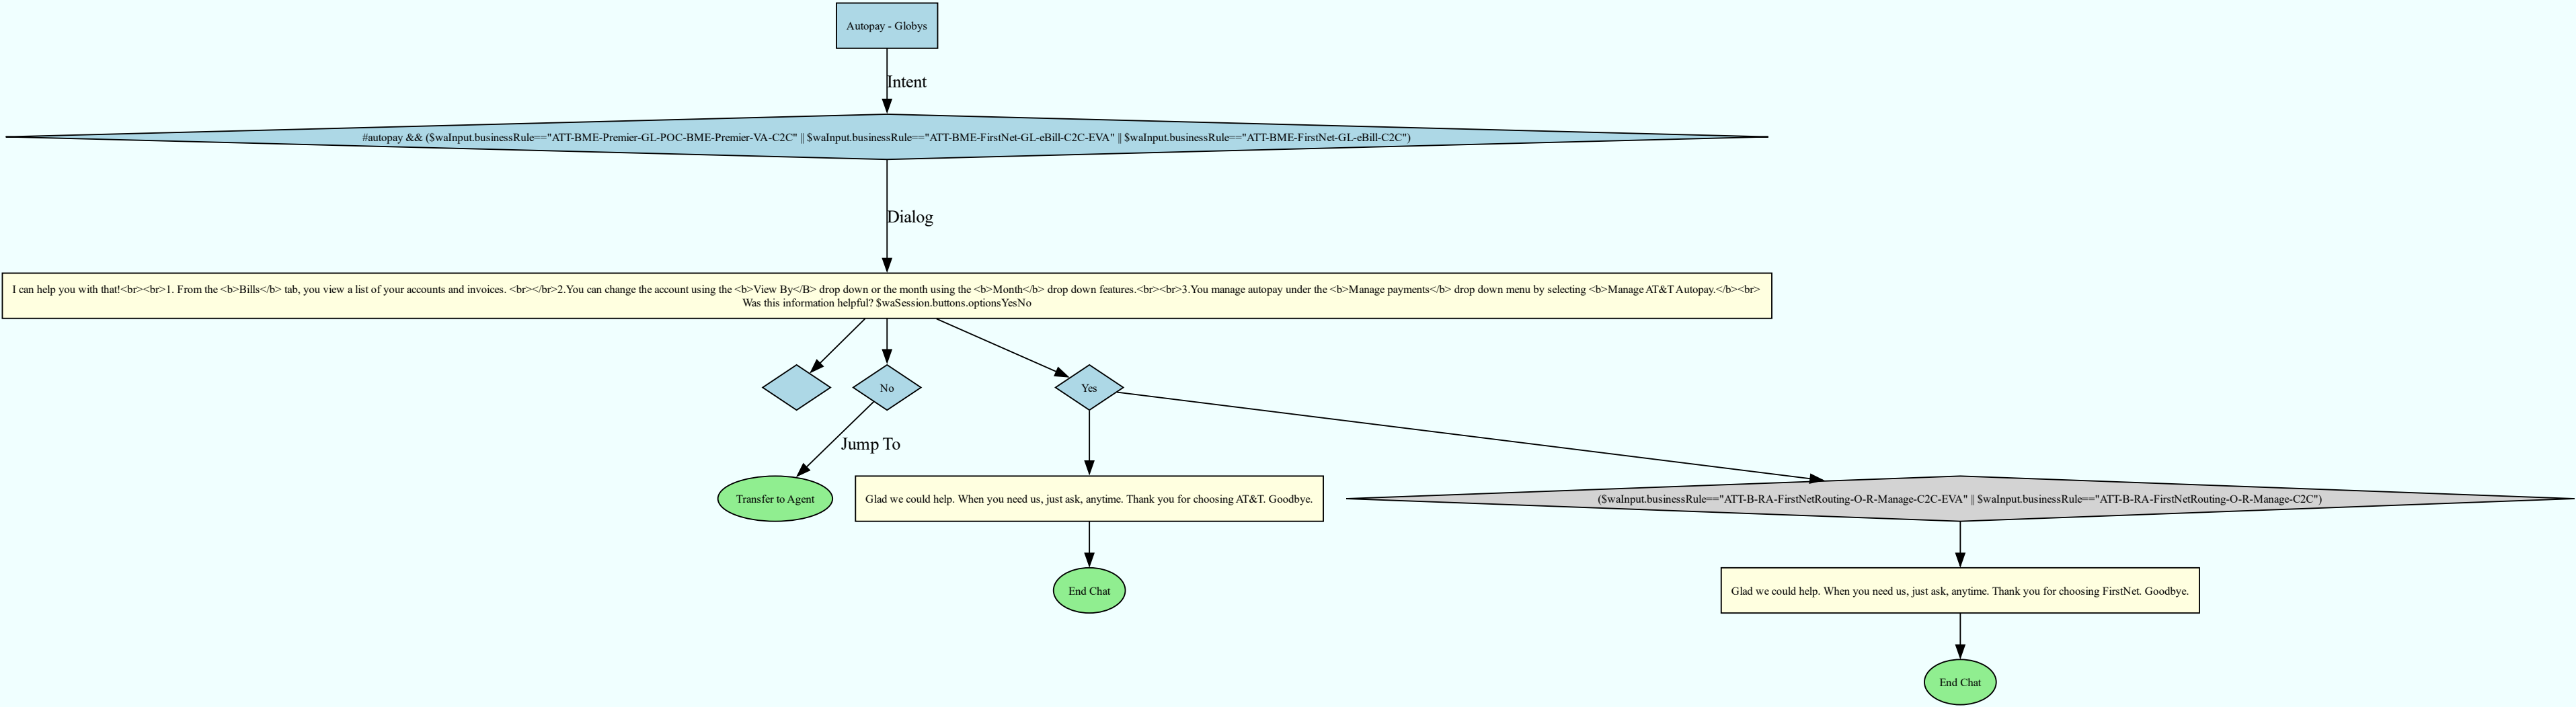 Autopay - Globys
Intent
#autopay && ($waInput.businessRule=="ATT-BME-Premier-GL-POC-BME-Premier-VA-C2C" || $waInput.businessRule=="ATT-BME-FirstNet-GL-eBill-C2C-EVA" || $waInput.businessRule=="ATT-BME-FirstNet-GL-eBill-C2C")
Dialog
I can help you with that!<br><br>1. From the <b>Bills</b> tab, you view a list of your accounts and invoices. <br></br>2.You can change the account using the <b>View By</B> drop down or the month using the <b>Month</b> drop down features.<br><br>3.You manage autopay under the <b>Manage payments</b> drop down menu by selecting <b>Manage AT&T Autopay.</b><br>
Was this information helpful? $waSession.buttons.optionsYesNo
No
Yes
Jump To
Transfer to Agent
Glad we could help. When you need us, just ask, anytime. Thank you for choosing AT&T. Goodbye.
($waInput.businessRule=="ATT-B-RA-FirstNetRouting-O-R-Manage-C2C-EVA" || $waInput.businessRule=="ATT-B-RA-FirstNetRouting-O-R-Manage-C2C")
End Chat
Glad we could help. When you need us, just ask, anytime. Thank you for choosing FirstNet. Goodbye.
End Chat